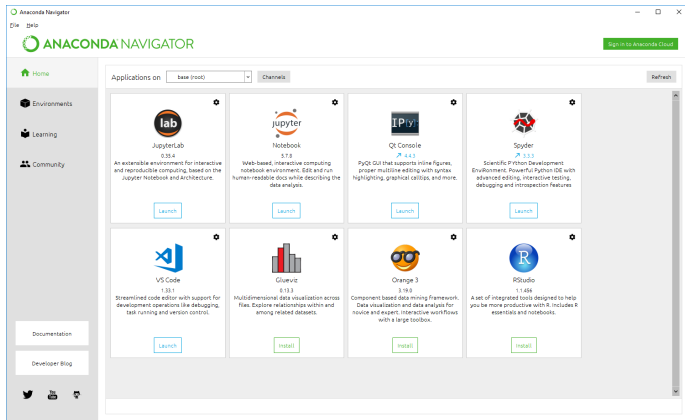 Anaconda Navigator
File Help
ANACONDA NAVIGATOR
Sign in to Anaconda Cloud
Home
Environments
Learning
Community
Documentation
Developer Blog
You
Tube
Applications on base (root) Channels Refresh
lab
JupyterLab
0.35.4
An extensible environment for interactive
and reproducible computing, based on the
Jupyter Notebook and Architecture.
Launch
jupyter
Notebook
5.7.8
Web-based, interactive computing
notebook environment. Edit and run
human-readable docs while describing the
data analysis.
Launch
IP[y]:
Qt Console
4.4.3
PyQt GUI that supports inline figures,
proper multiline editing with syntax
highlighting, graphical calltips, and more.
Launch
Spyder
3.3.3
Scientific PYthon Development
EnviRonment. Powerful Python IDE with
advanced editing, interactive testing,
debugging and introspection features
Launch
VS Code
1.33.1
Streamlined code editor with support for
development operations like debugging,
task running and version control.
Launch
Glueviz
0.13.3
Multidimensional data visualization across
files. Explore relationships within and
among related datasets.
Install
Orange 3
3.19.0
Component based data mining framework.
Data visualization and data analysis for
novice and expert. Interactive workflows
with a large toolbox.
Install
R
RStudio
1.1.456
A set of integrated tools designed to help
you be more productive with R. Includes R
essentials and notebooks.
Install